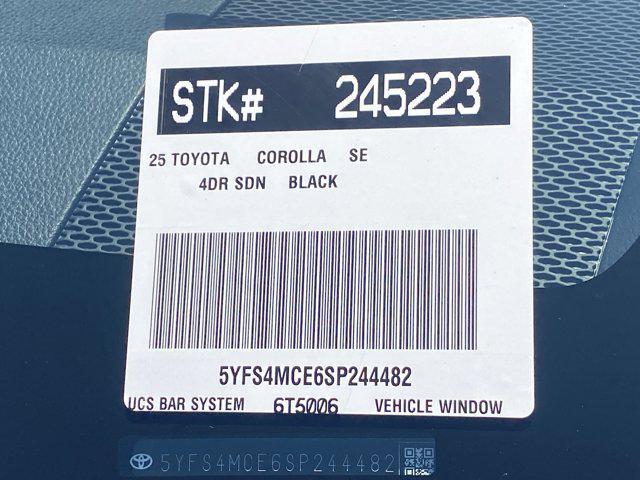 STK# 245223
25 TOYOTA COROLLA SE
4DR SDN BLACK
5YFS4MCE6SP244482
UCS BAR SYSTEM 6T5006 VEHICLE WINDOW
5YFS4MCE6SP244482